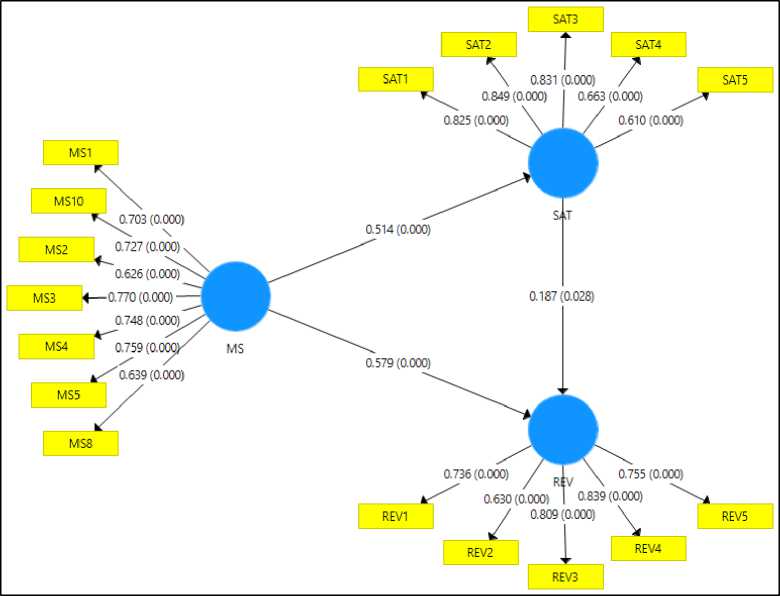 SAT3
SAT2
SAT4
SAT1
SAT5
0.831 (0.000)
0.849 (0.000)
0.663 (0.000)
0.825 (0.000)
0.610 (0.000)
SAT
MS1
MS10
MS2
MS3
MS4
MS5
MS8
0.703 (0.000)
0.727 (0.000)
0.626 (0.000)
0.770 (0.000)
0.748 (0.000)
0.759 (0.000)
0.639 (0.000)
MS
0.514 (0.000)
0.187 (0.028)
0.579 (0.000)
REV
0.736 (0.000)
0.630 (0.000)
0.809 (0.000)
0.839 (0.000)
0.755 (0.000)
REV1
REV2
REV3
REV4
REV5